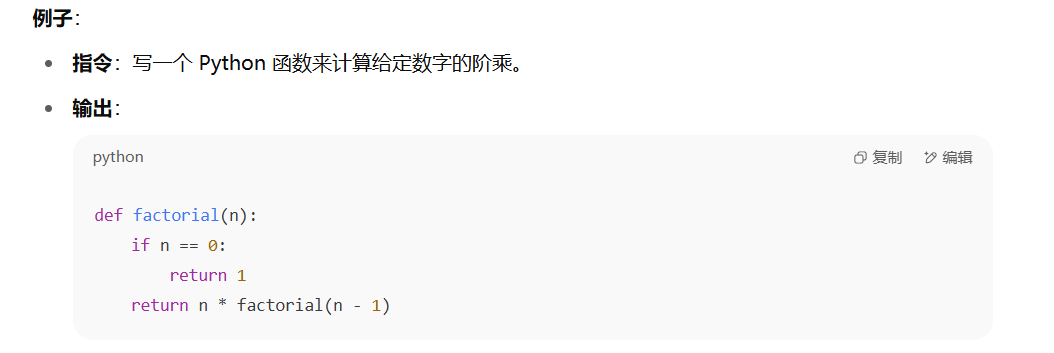 例子：
指令：写一个 Python 函数来计算给定数字的阶乘。
输出：
python 复制 编辑
def factorial(n):
    if n == 0:
        return 1
    return n * factorial(n - 1)